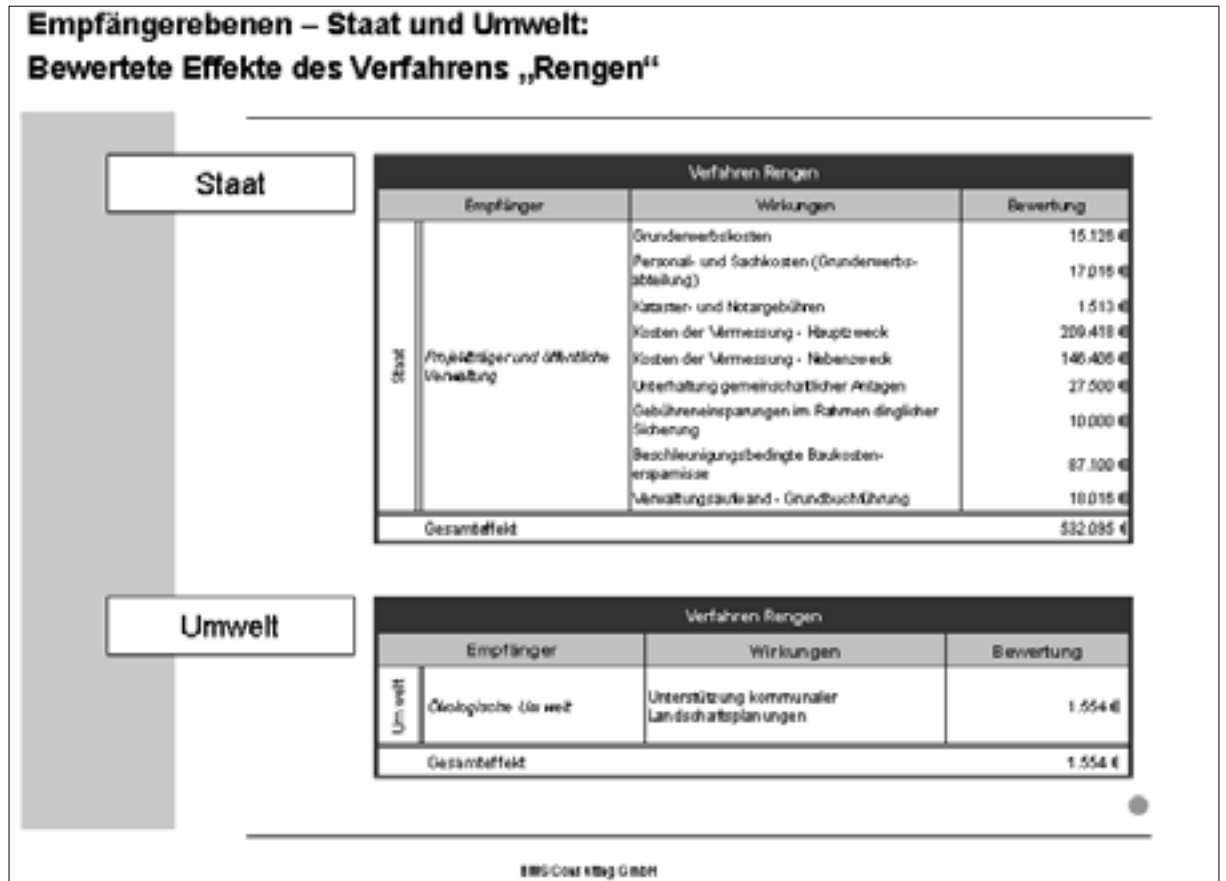 Empfängerebenen – Staat und Umwelt:
Bewertete Effekte des Verfahrens „Rengen“
Staat
Verfahren Rengen
Empfänger Wirkungen Bewertung
Staat
Projektträger und öffentliche
Verwaltung
Grunderwerbskosten 15.126 €
Personal- und Sachkosten (Grunderwerbs-
abteilung) 17.016 €
Kataster- und Notargebühren 1.513 €
Kosten der Vermessung - Hauptzweck 209.418 €
Kosten der Vermessung - Nebenzweck 146.406 €
Unterhaltung gemeinschaftlicher Anlagen 27.500 €
Gebühreneinsparungen im Rahmen dinglicher
Sicherung 10.000 €
Beschleunigungsbedingte Baukosten-
ersparnisse 87.100 €
Verwaltungsaufwand - Grundbuchführung 18.016 €
Gesamteffekt 532.095 €
Umwelt
Verfahren Rengen
Empfänger Wirkungen Bewertung
Umwelt
Ökologische Umwelt
Unterstützung kommunaler
Landschaftsplanungen 1.554 €
Gesamteffekt 1.554 €
Consulting GmbH